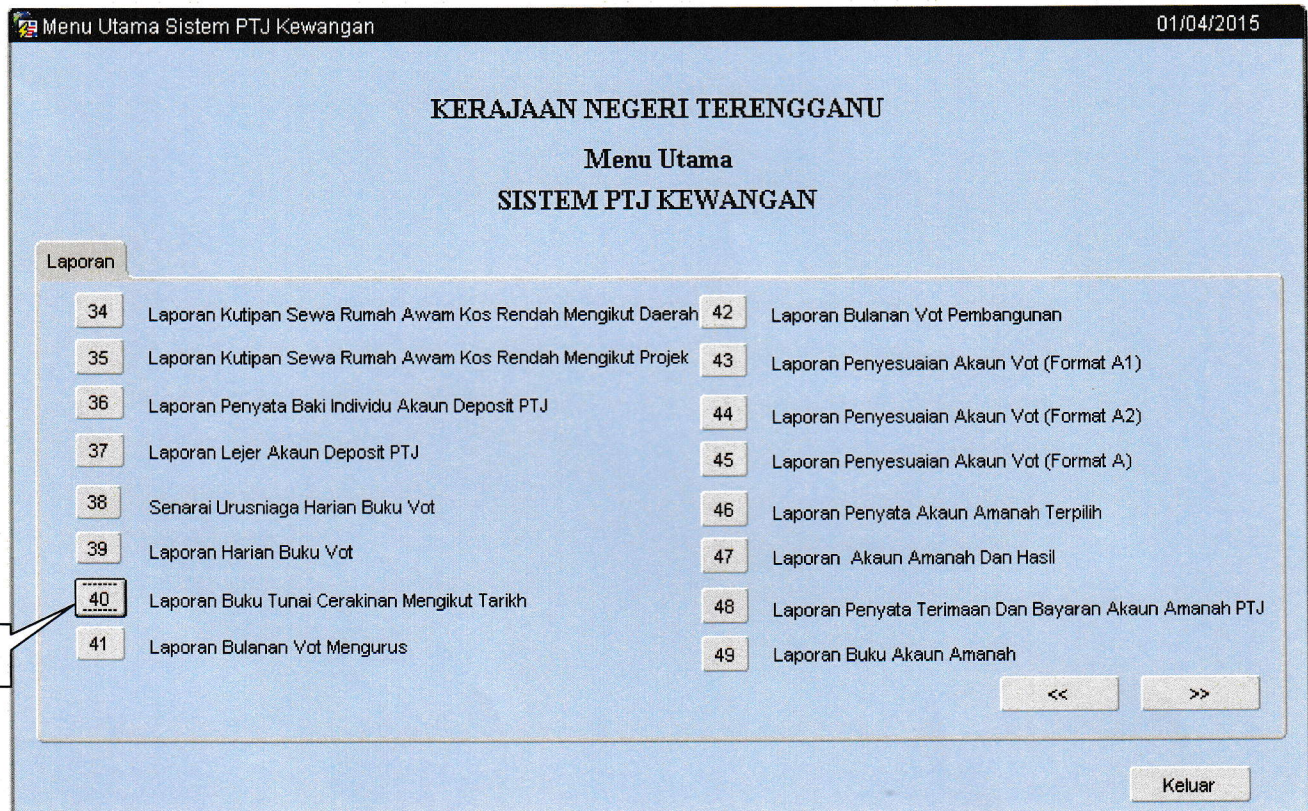 Menu Utama Sistem PTJ Kewangan 01/04/2015
KERAJAAN NEGERI TERENGGANU
Menu Utama
SISTEM PTJ KEWANGAN
Laporan
34 Laporan Kutipan Sewa Rumah Awam Kos Rendah Mengikut Daerah
35 Laporan Kutipan Sewa Rumah Awam Kos Rendah Mengikut Projek
36 Laporan Penyata Baki Individu Akaun Deposit PTJ
37 Laporan Lejer Akaun Deposit PTJ
38 Senarai Urusniaga Harian Buku Vot
39 Laporan Harian Buku Vot
40 Laporan Buku Tunai Cerakinan Mengikut Tarikh
41 Laporan Bulanan Vot Mengurus
42 Laporan Bulanan Vot Pembangunan
43 Laporan Penyesuaian Akaun Vot (Format A1)
44 Laporan Penyesuaian Akaun Vot (Format A2)
45 Laporan Penyesuaian Akaun Vot (Format A)
46 Laporan Penyata Akaun Amanah Terpilih
47 Laporan Akaun Amanah Dan Hasil
48 Laporan Penyata Terimaan Dan Bayaran Akaun Amanah PTJ
49 Laporan Buku Akaun Amanah
<< >>
Keluar